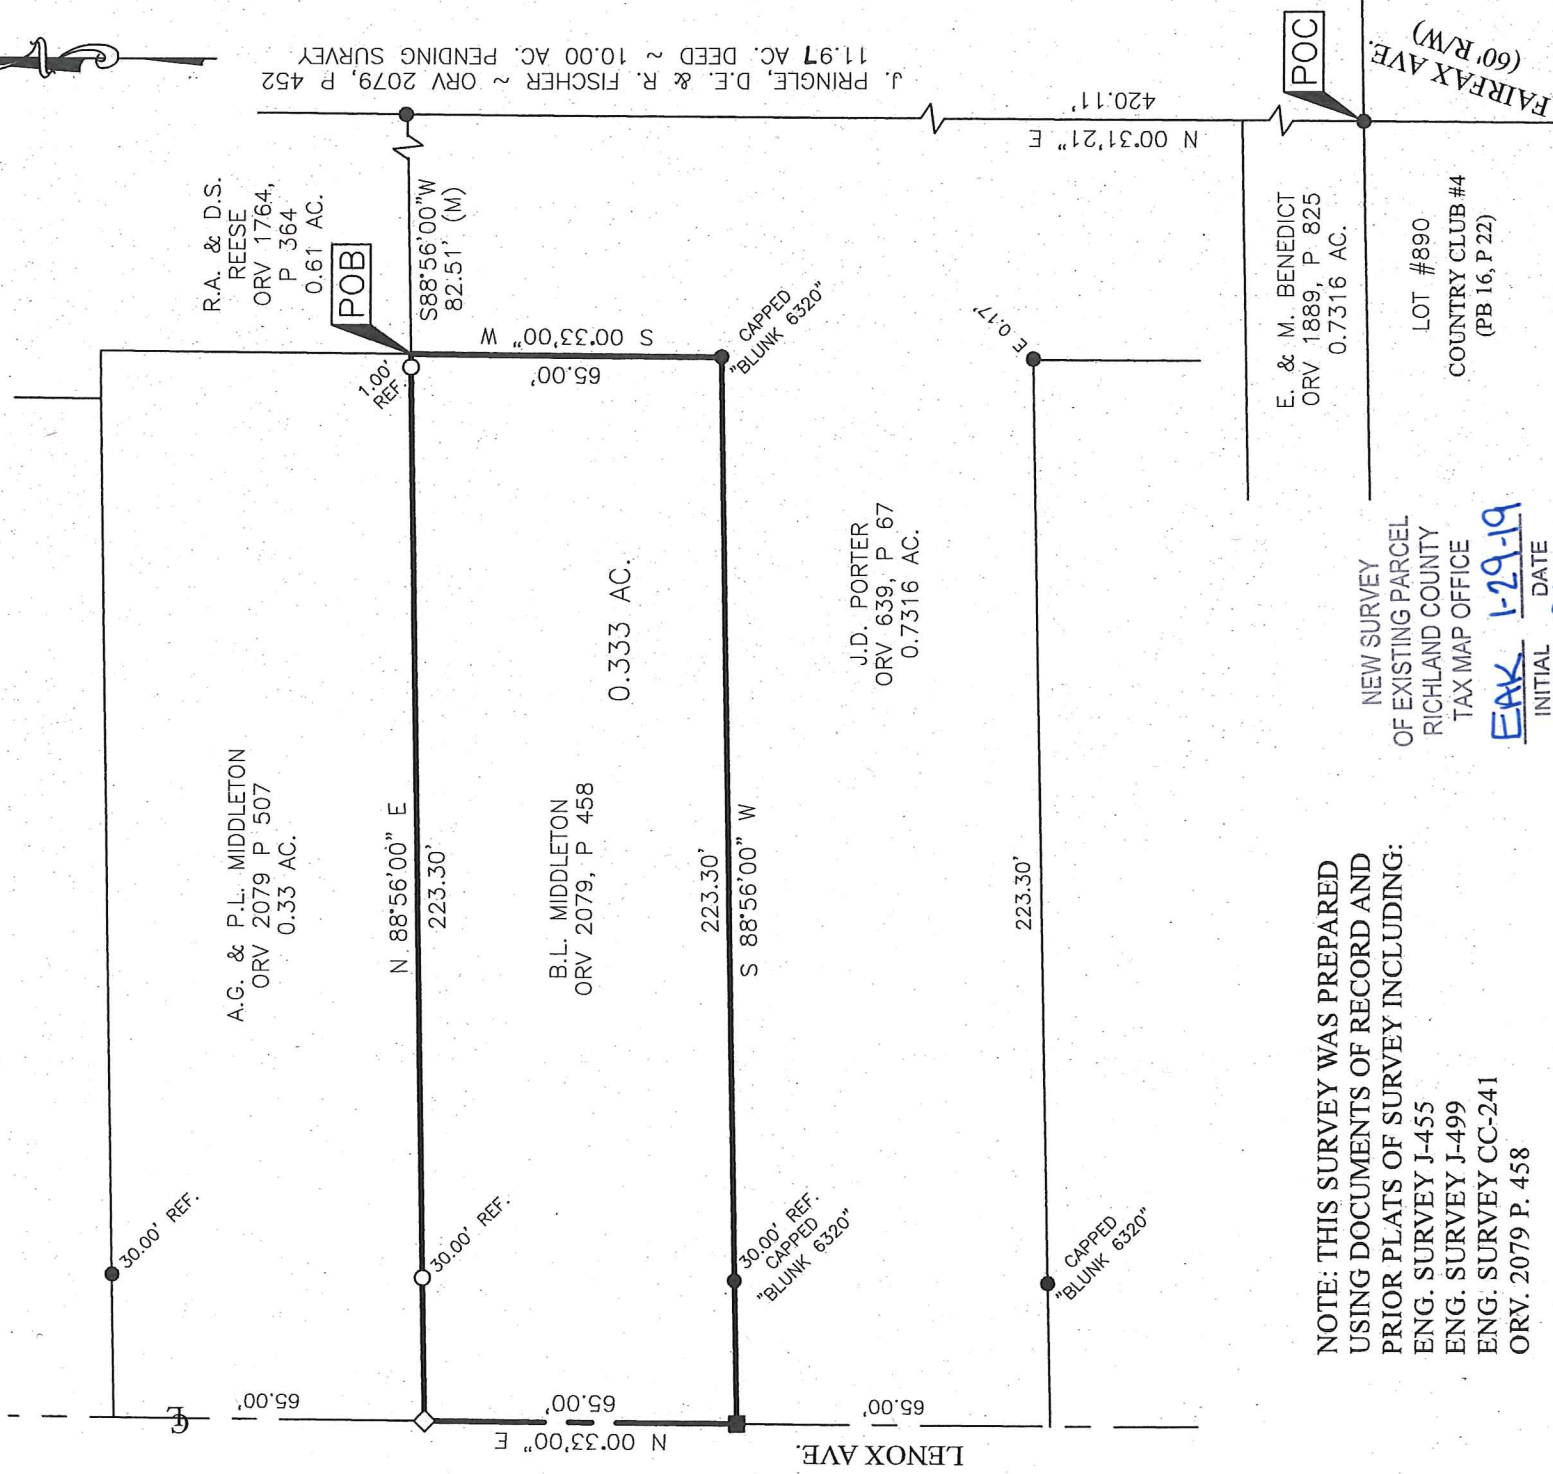 J. PRINGLE, D.E. & R. FISCHER ~ ORV 2079, P 452
11.97 AC. DEED ~ 10.00 AC. PENDING SURVEY
R.A. & D.S.
REESE
ORV 1764,
P 364
0.61 AC.
POB
S88°56'00"W
82.51' (M)
1.00'
REF.
S 00°33'00" W
65.00'
CAPPED
"BLUNK 6320"
E 0.17'
N 00°31'21" E
420.11'
POC
FAIRFAX AVE.
(60' R/W)
E. & M. BENEDICT
ORV 1889, P 825
0.7316 AC.
LOT #890
COUNTRY CLUB #4
(PB 16, P 22)
A.G. & P.L. MIDDLETON
ORV 2079 P 507
0.33 AC.
N 88°56'00" E
223.30'
B.L. MIDDLETON
ORV 2079, P 458
0.333 AC.
223.30'
S 88°56'00" W
J.D. PORTER
ORV 639, P 67
0.7316 AC.
223.30'
NEW SURVEY
OF EXISTING PARCEL
RICHLAND COUNTY
TAX MAP OFFICE
EAK 1-29-19
INITIAL DATE
30.00' REF.
30.00' REF.
30.00' REF.
CAPPED
"BLUNK 6320"
CAPPED
"BLUNK 6320"
CL
65.00'
65.00'
N 00°33'00" E
65.00'
LENOX AVE.
NOTE: THIS SURVEY WAS PREPARED
USING DOCUMENTS OF RECORD AND
PRIOR PLATS OF SURVEY INCLUDING:
ENG. SURVEY J-455
ENG. SURVEY J-499
ENG. SURVEY CC-241
ORV. 2079 P. 458